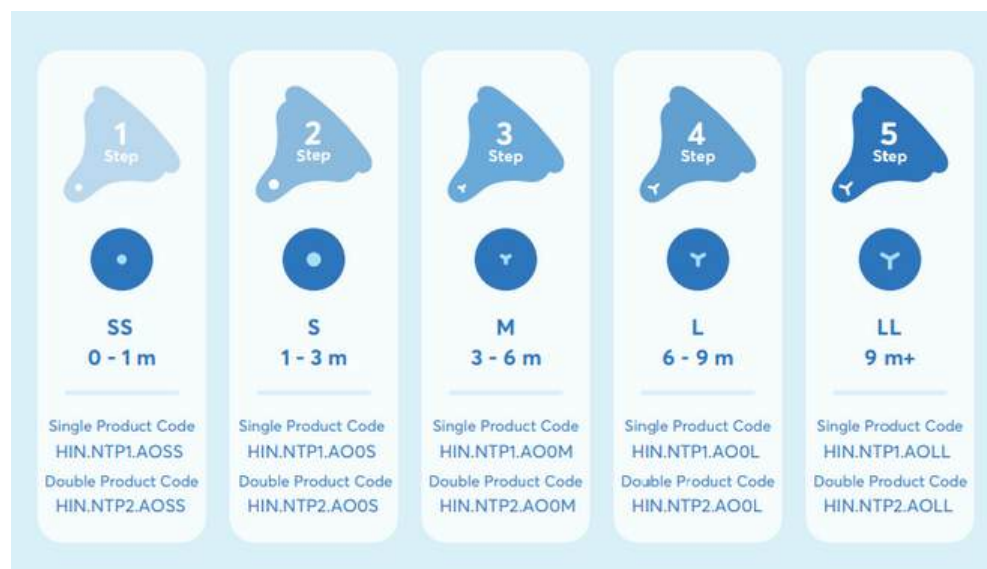 1
Step
SS
0 - 1 m
Single Product Code
HIN.NTP1.AOSS
Double Product Code
HIN.NTP2.AOSS
2
Step
S
1 - 3 m
Single Product Code
HIN.NTP1.AO0S
Double Product Code
HIN.NTP2.AO0S
3
Step
M
3 - 6 m
Single Product Code
HIN.NTP1.AO0M
Double Product Code
HIN.NTP2.AO0M
4
Step
L
6 - 9 m
Single Product Code
HIN.NTP1.AO0L
Double Product Code
HIN.NTP2.AO0L
5
Step
LL
9 m+
Single Product Code
HIN.NTP1.AOLL
Double Product Code
HIN.NTP2.AOLL